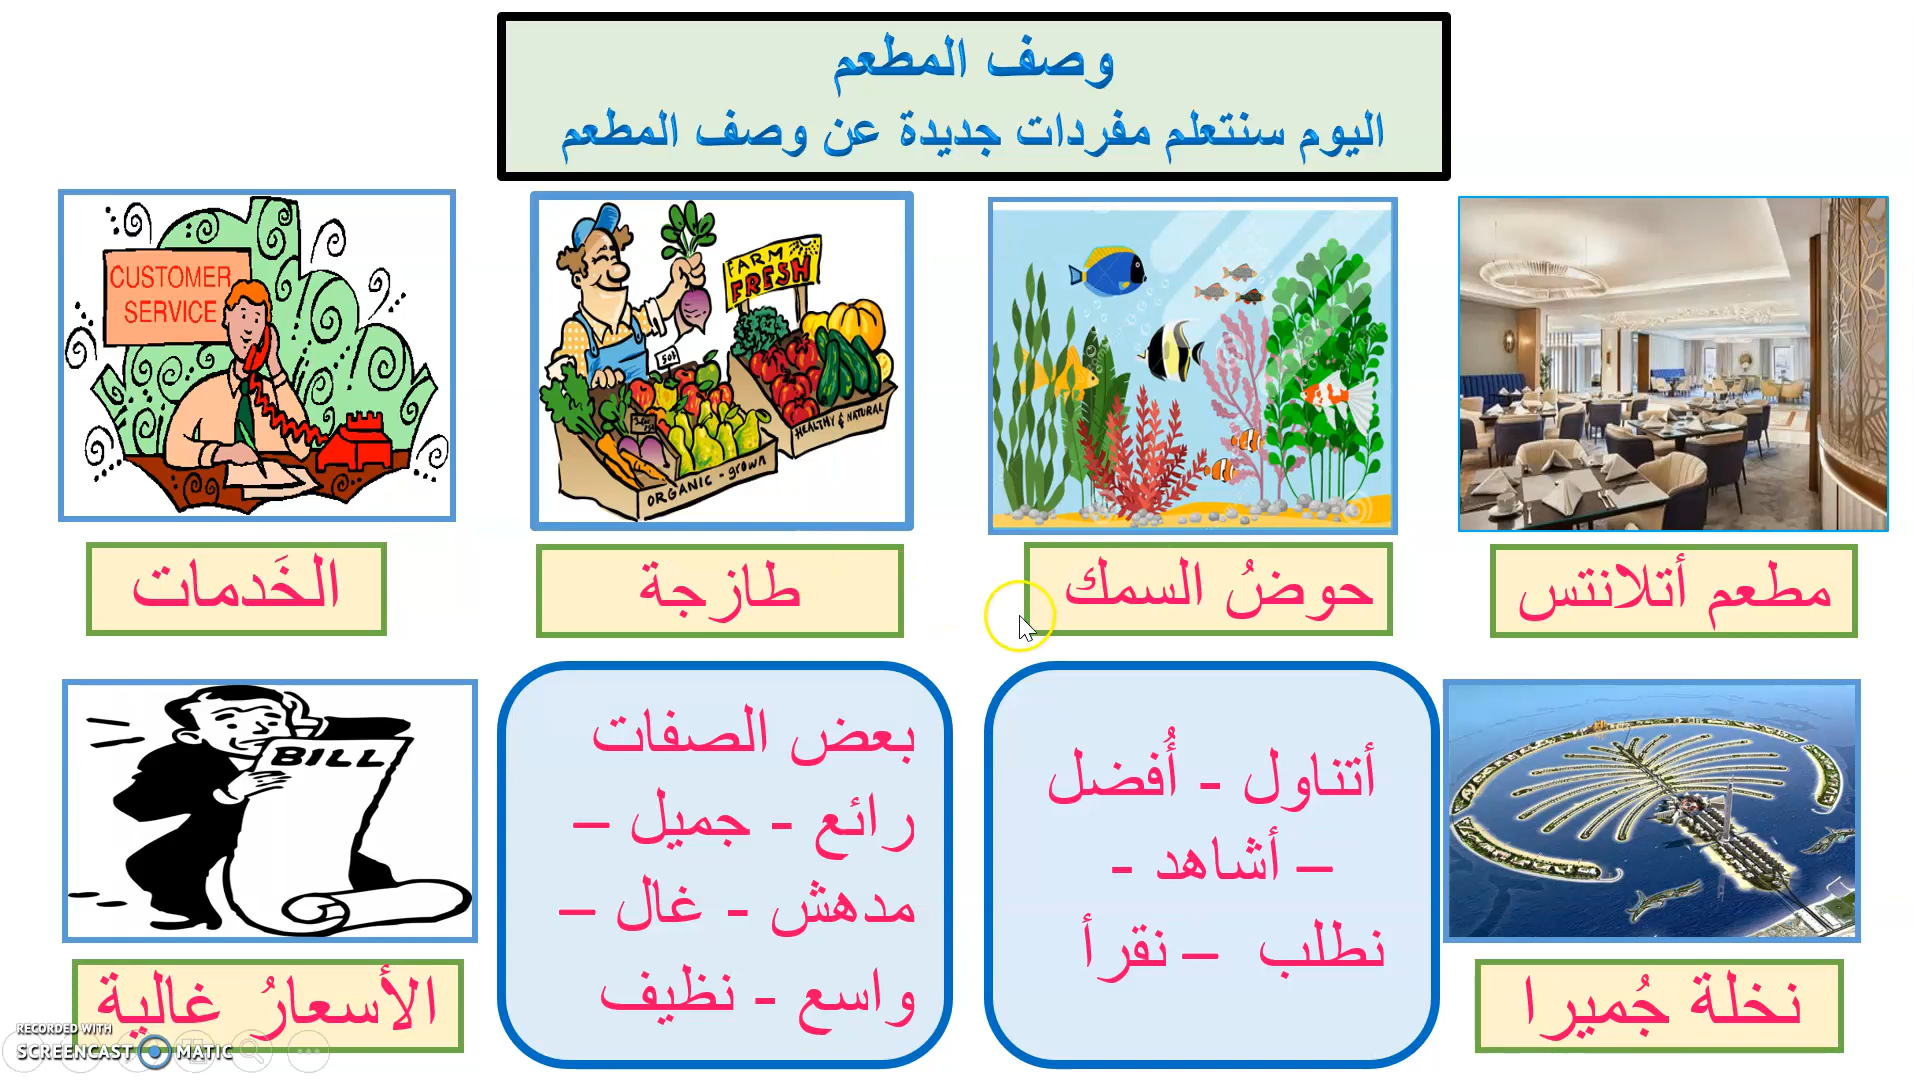 وصف المطعم
اليوم سنتعلم مفردات جديدة عن وصف المطعم
مطعم أتلانتس
حوضُ السمك
FARM
FRESH
50¢
HEALTHY & NATURAL
ORGANIC - grown
طازجة
CUSTOMER
SERVICE
الخَدمات
نخلة جُميرا
أتناول - أُفضل
– أشاهد -
نطلب – نقرأ
بعض الصفات
رائع - جميل –
مدهش - غال –
واسع - نظيف
BILL
الأسعارُ غالية
RECORDED WITH
SCREENCAST MATIC